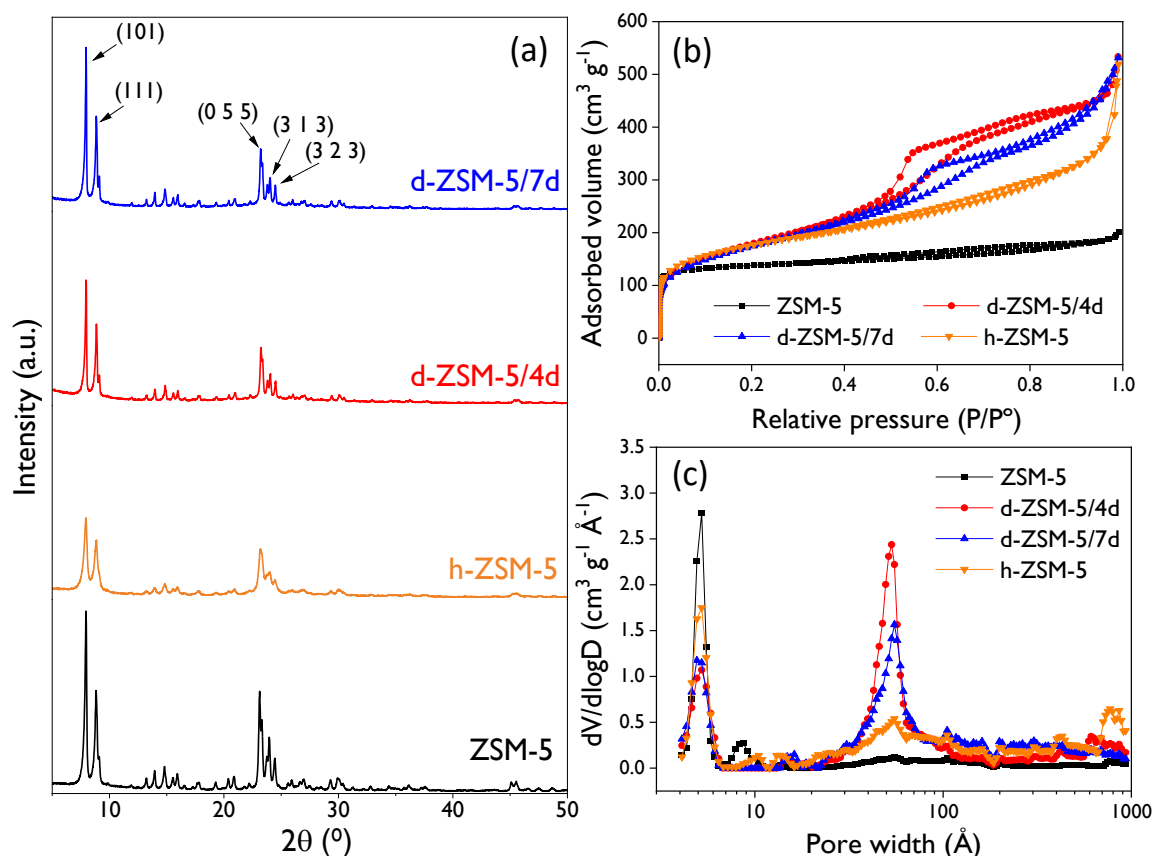 (a)
(101)
(111)
(0 5 5)
(3 1 3)
(3 2 3)
d-ZSM-5/7d
d-ZSM-5/4d
h-ZSM-5
ZSM-5
Intensity (a.u.)
10 20 30 40 50
2θ (º)
(b)
600
500
400
300
200
100
0
Adsorbed volume (cm³ g⁻¹)
ZSM-5 d-ZSM-5/4d
d-ZSM-5/7d h-ZSM-5
0.0 0.2 0.4 0.6 0.8 1.0
Relative pressure (P/Pº)
(c)
3.5
3.0
2.5
2.0
1.5
1.0
0.5
0.0
dV/dlogD (cm³ g⁻¹ Å⁻¹)
ZSM-5
d-ZSM-5/4d
d-ZSM-5/7d
h-ZSM-5
10 100 1000
Pore width (Å)